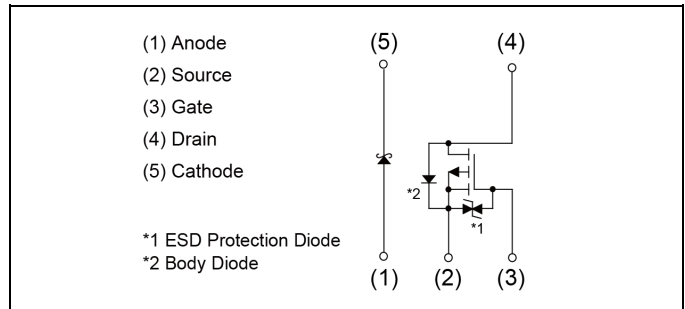 (1) Anode
(2) Source
(3) Gate
(4) Drain
(5) Cathode
*1 ESD Protection Diode
*2 Body Diode
(5)
(4)
*2
*1
(1)
(2)
(3)